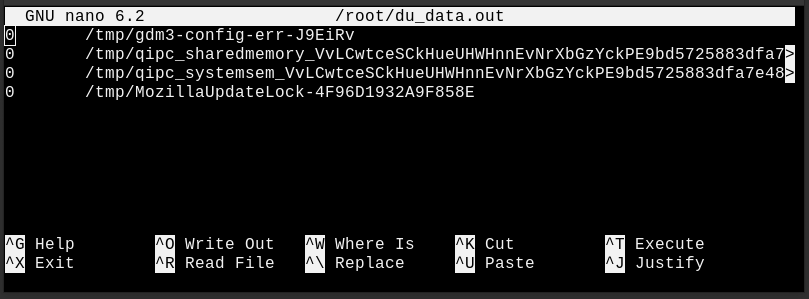 GNU nano 6.2 /root/du_data.out
0 /tmp/gdm3-config-err-J9EiRv
0 /tmp/qipc_sharedmemory_VvLCwtceSCkHueUHWHnnEvNrXbGzYckPE9bd5725883dfa7>
0 /tmp/qipc_systemsem_VvLCwtceSCkHueUHWHnnEvNrXbGzYckPE9bd5725883dfa7e48>
0 /tmp/MozillaUpdateLock-4F96D1932A9F858E
^G Help ^O Write Out ^W Where Is ^K Cut ^T Execute
^X Exit ^R Read File ^\ Replace ^U Paste ^J Justify